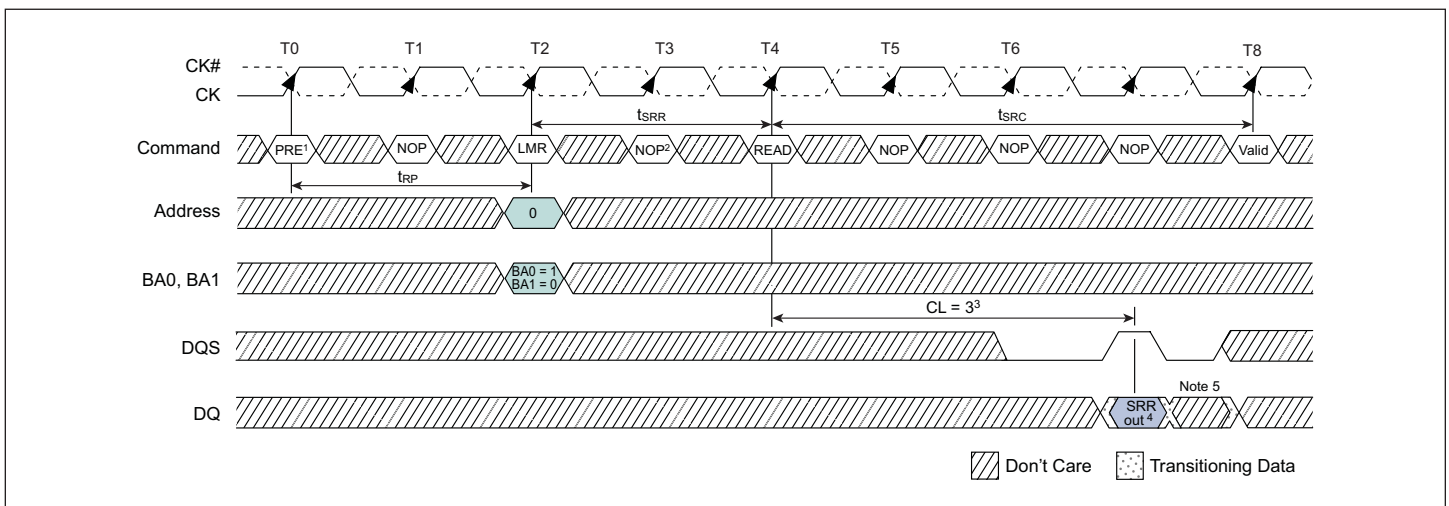 T0 T1 T2 T3 T4 T5 T6 T8
CK#
CK
tSRR tSRC
Command PRE1 NOP LMR NOP2 READ NOP NOP NOP Valid
tRP
Address 0
BA0, BA1 BA0 = 1
BA1 = 0
CL = 33
DQS
Note 5
DQ SRR
out 4
Don't Care Transitioning Data